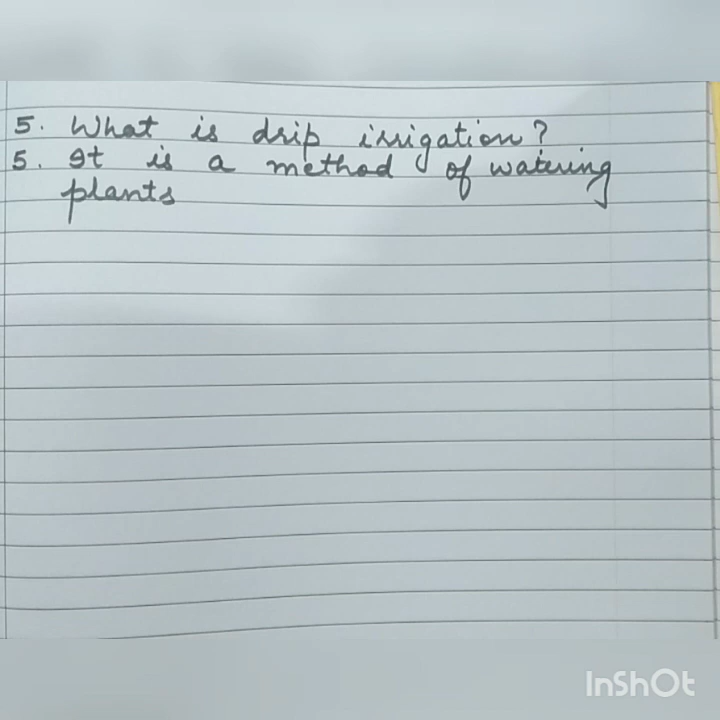 5. What is drip irrigation?
5. It is a method of watering
plants
InShOt